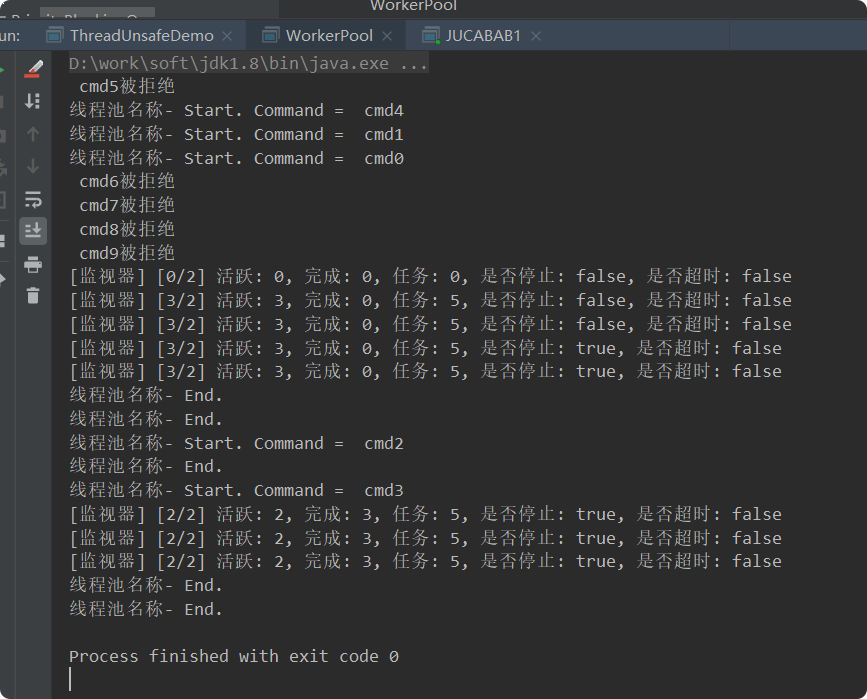 WorkerPool
un:
ThreadUnsafeDemo
WorkerPool
JUCABAB1
D:\work\soft\jdk1.8\bin\java.exe ...
cmd5被拒绝
线程池名称- Start. Command =  cmd4
线程池名称- Start. Command =  cmd1
线程池名称- Start. Command =  cmd0
cmd6被拒绝
cmd7被拒绝
cmd8被拒绝
cmd9被拒绝
[监视器] [0/2] 活跃: 0, 完成: 0, 任务: 0, 是否停止: false, 是否超时: false
[监视器] [3/2] 活跃: 3, 完成: 0, 任务: 5, 是否停止: false, 是否超时: false
[监视器] [3/2] 活跃: 3, 完成: 0, 任务: 5, 是否停止: false, 是否超时: false
[监视器] [3/2] 活跃: 3, 完成: 0, 任务: 5, 是否停止: true, 是否超时: false
[监视器] [3/2] 活跃: 3, 完成: 0, 任务: 5, 是否停止: true, 是否超时: false
线程池名称- End.
线程池名称- End.
线程池名称- Start. Command =  cmd2
线程池名称- End.
线程池名称- Start. Command =  cmd3
[监视器] [2/2] 活跃: 2, 完成: 3, 任务: 5, 是否停止: true, 是否超时: false
[监视器] [2/2] 活跃: 2, 完成: 3, 任务: 5, 是否停止: true, 是否超时: false
[监视器] [2/2] 活跃: 2, 完成: 3, 任务: 5, 是否停止: true, 是否超时: false
线程池名称- End.
线程池名称- End.
Process finished with exit code 0